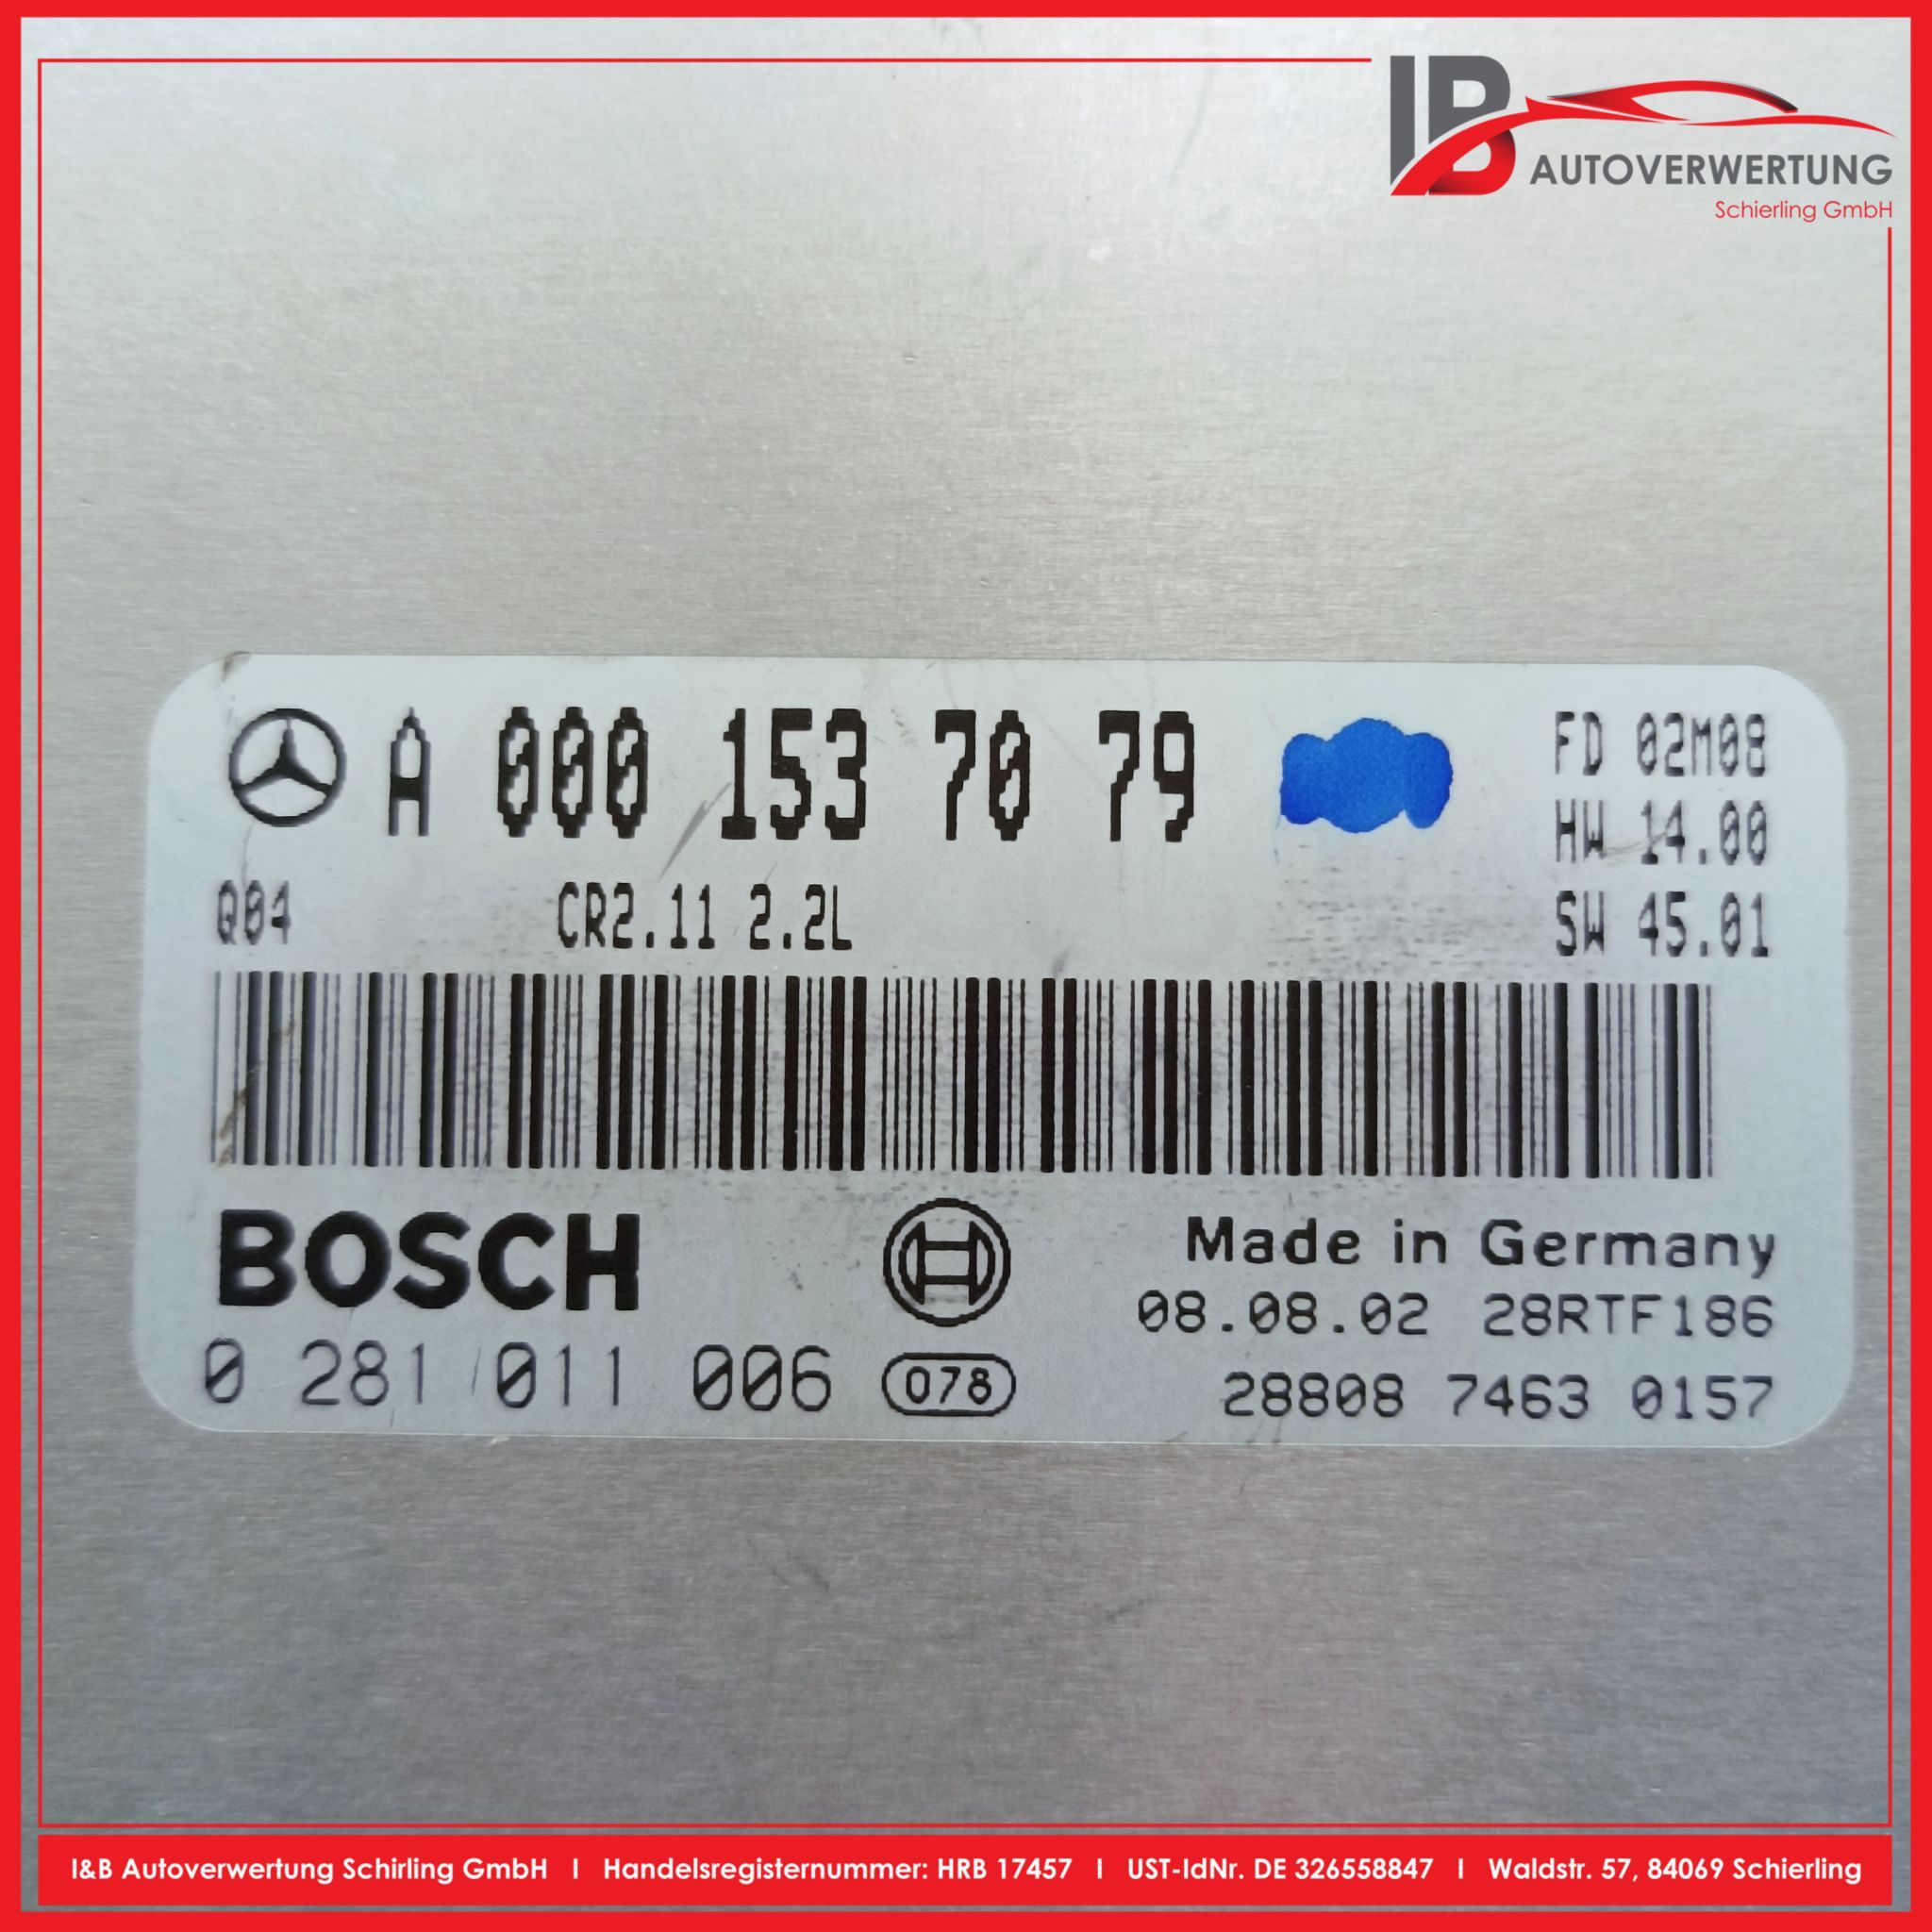 IB AUTOVERWERTUNG
Schierling GmbH
A 000 153 70 79
FD 02M08
HW 14.00
Q04 CR2.11 2.2L
SW 45.01
BOSCH
Made in Germany
08.08.02 28RTF186
0 281 011 006 078
28808 7463 0157
I&B Autoverwertung Schirling GmbH I Handelsregisternummer: HRB 17457 I UST-IdNr. DE 326558847 I Waldstr. 57, 84069 Schierling